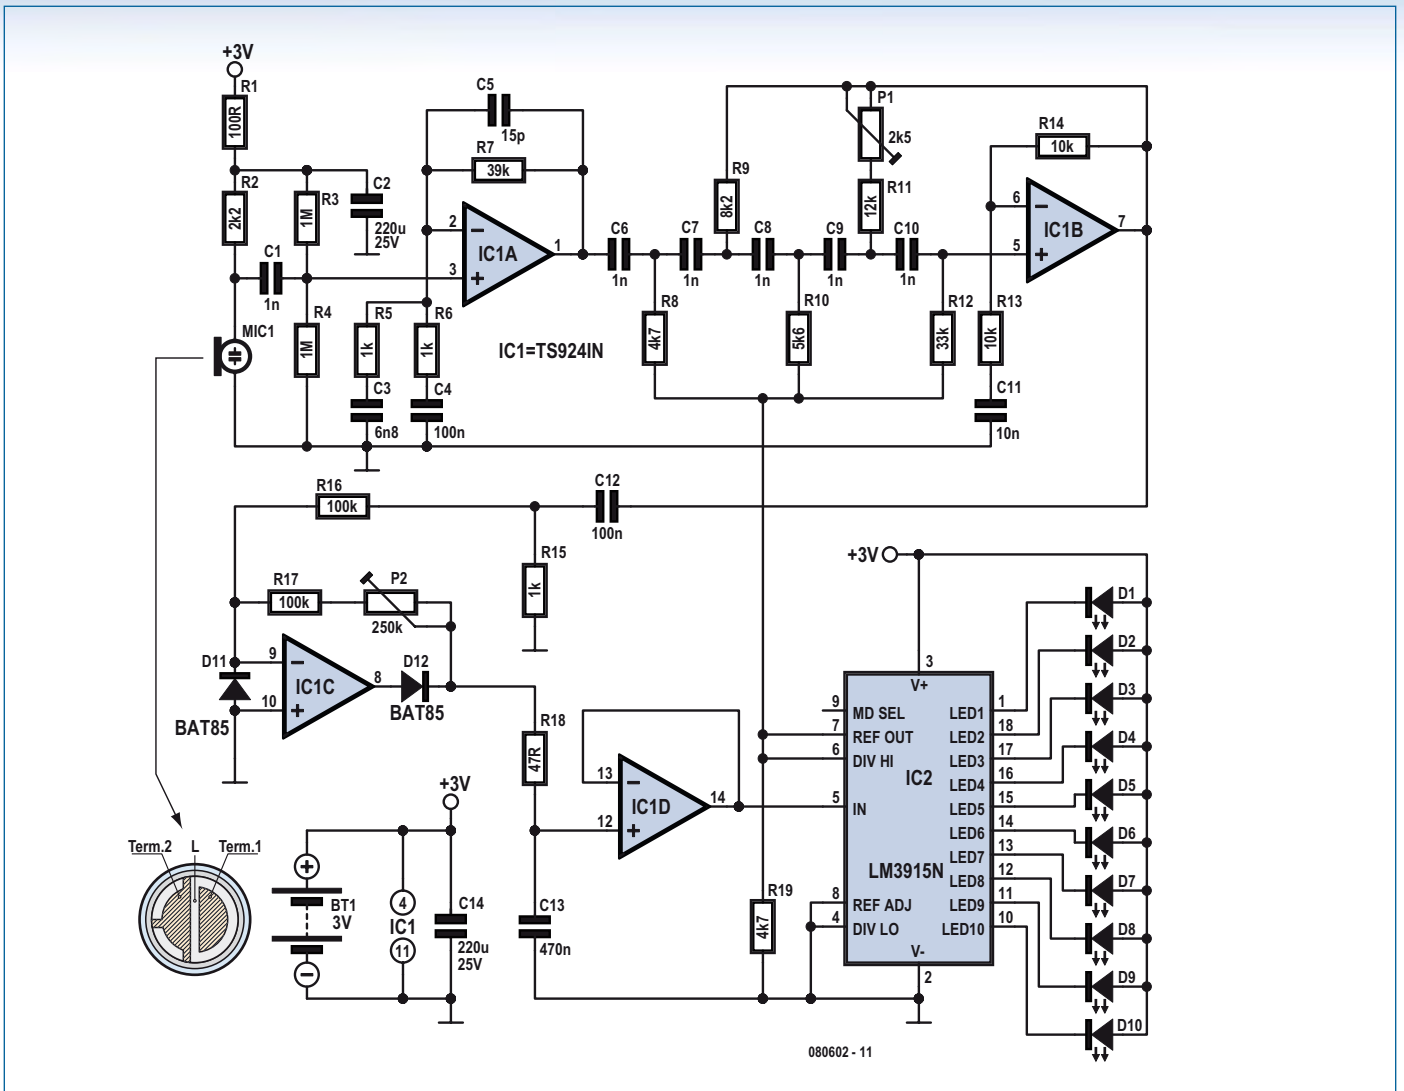 +3V
R1
100R
R2
2k2
R3
1M
C2
220u
25V
C1
1n
R4
1M
MIC1
C5
15p
R7
39k
2
3
1
IC1A
R5
1k
R6
1k
C3
6n8
C4
100n
IC1=TS924IN
C6
1n
R8
4k7
C7
1n
R9
8k2
C8
1n
R10
5k6
C9
1n
P1
2k5
R11
12k
C10
1n
R12
33k
R14
10k
6
5
7
IC1B
R13
10k
C11
10n
R16
100k
C12
100n
R15
1k
R17
100k
P2
250k
D11
BAT85
9
10
8
IC1C
D12
BAT85
R18
47R
13
12
14
IC1D
C13
470n
R19
4k7
Term.2
L
Term.1
+3V
BT1
3V
4
IC1
11
C14
220u
25V
+3V
3
V+
9
MD SEL
7
REF OUT
6
DIV HI
5
IN
8
REF ADJ
4
DIV LO
IC2
LM3915N
V-
2
LED1
1
LED2
18
LED3
17
LED4
16
LED5
15
LED6
14
LED7
13
LED8
12
LED9
11
LED10
10
D1
D2
D3
D4
D5
D6
D7
D8
D9
D10
080602 - 11